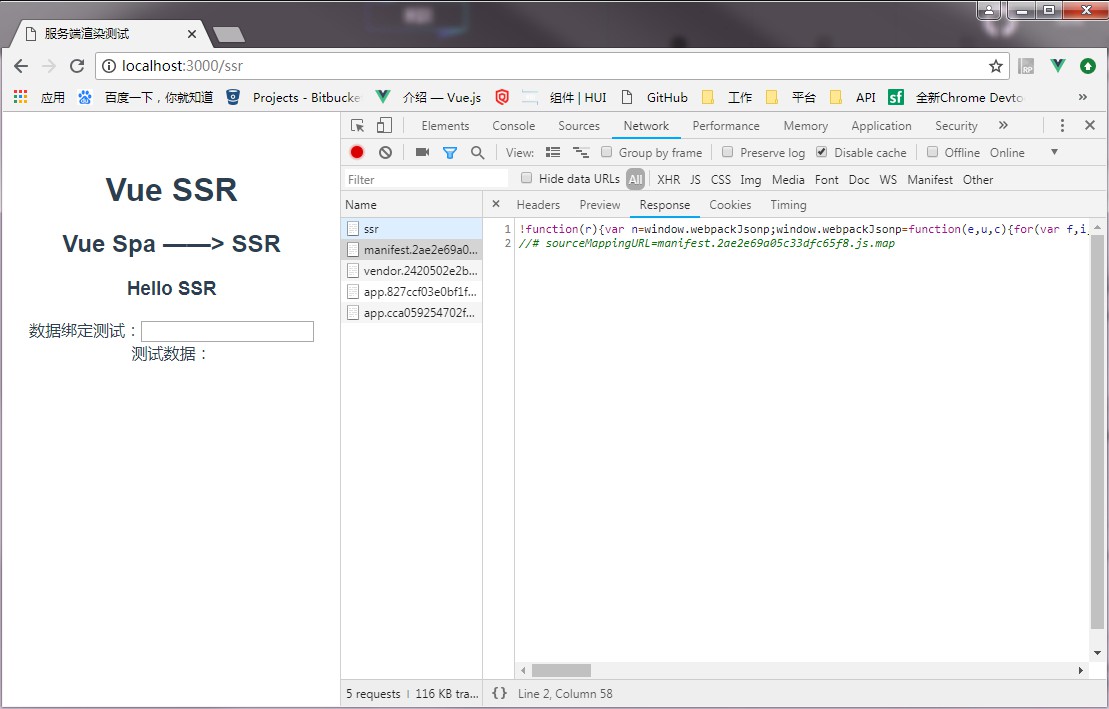 服务端渲染测试
localhost:3000/ssr
应用 百度一下，你就知道 Projects - Bitbucke 介绍 — Vue.js 组件 | HUI GitHub 工作 平台 API sf 全新Chrome Devto »
Elements Console Sources Network Performance Memory Application Security »
View: Group by frame Preserve log Disable cache Offline Online
Filter Hide data URLs All XHR JS CSS Img Media Font Doc WS Manifest Other
Name Headers Preview Response Cookies Timing
Vue SSR
Vue Spa ——> SSR
Hello SSR
数据绑定测试：
测试数据：
ssr
manifest.2ae2e69a0...
vendor.2420502e2b...
app.827ccf03e0bf1f...
app.cca059254702f...
1 !function(r){var n=window.webpackJsonp;window.webpackJsonp=function(e,u,c){for(var f,i,
2 //# sourceMappingURL=manifest.2ae2e69a05c33dfc65f8.js.map
5 requests | 116 KB tra... {} Line 2, Column 58